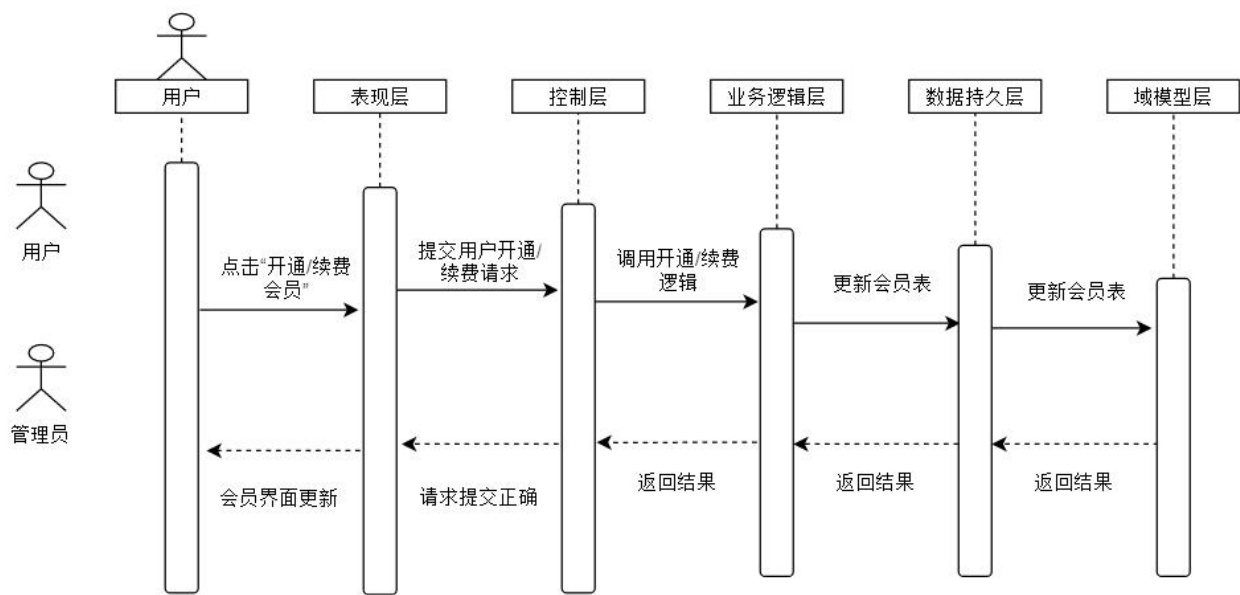 用户
表现层
控制层
业务逻辑层
数据持久层
域模型层
用户
点击“开通/续费
会员”
提交用户开通/
续费请求
调用开通/续费
逻辑
更新会员表
更新会员表
管理员
会员界面更新
请求提交正确
返回结果
返回结果
返回结果